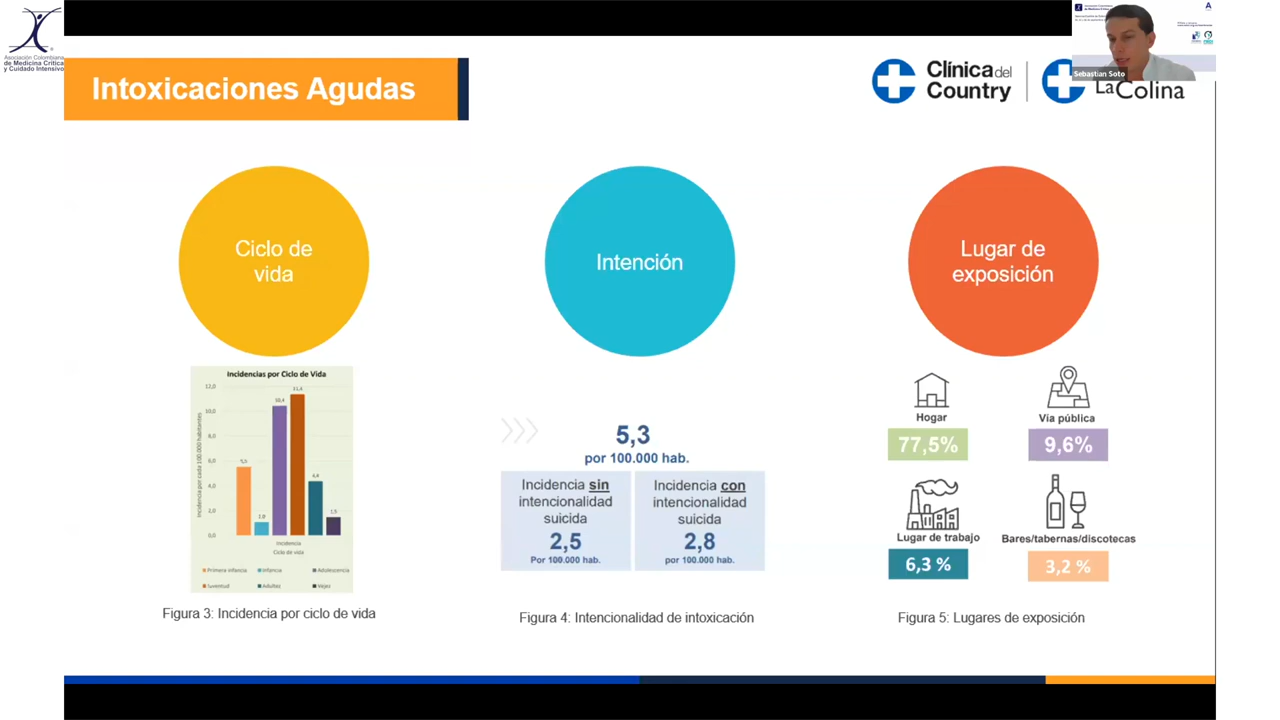 Asociación Colombiana
de Medicina Crítica
y Cuidado Intensivo
Sebastian Soto
Intoxicaciones Agudas
Clínica del
Country
La Colina
Ciclo de
vida
Intención
Lugar de
exposición
Incidencias por Ciclo de Vida
Incidencia por cada 100.000 habitantes
12,0
10,0
8,0
6,0
4,0
2,0
0,0
5,5
1,0
10,4
11,4
4,4
1,5
Incidencia
Ciclo de vida
Primera infancia
Infancia
Adolescencia
Juventud
Adultez
Vejez
Figura 3: Incidencia por ciclo de vida
5,3
por 100.000 hab.
Incidencia sin
intencionalidad
suicida
2,5
Por 100.000 hab.
Incidencia con
intencionalidad
suicida
2,8
por 100.000 hab.
Figura 4: Intencionalidad de intoxicación
Hogar
77,5%
Vía pública
9,6%
Lugar de trabajo
6,3 %
Bares/tabernas/discotecas
3,2 %
Figura 5: Lugares de exposición